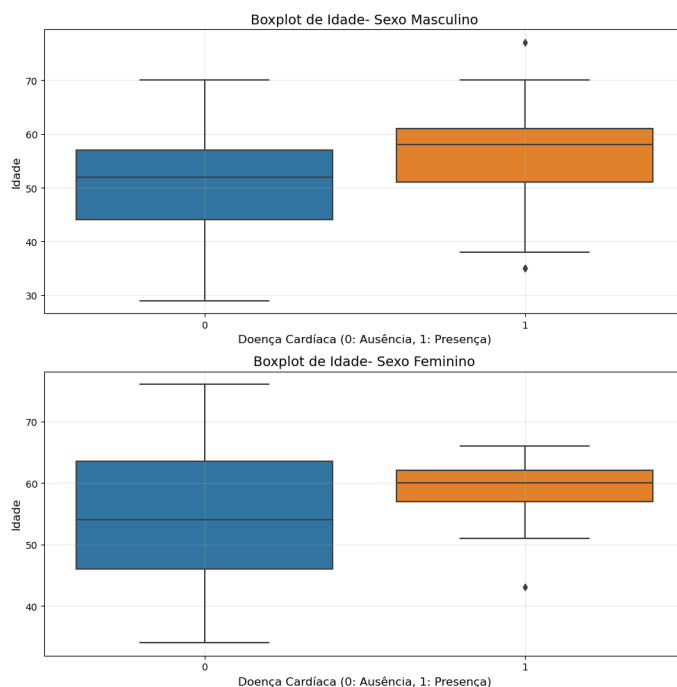 Boxplot de Idade- Sexo Masculino
70
60
50
40
30
Idade
0
1
Doença Cardíaca (0: Ausência, 1: Presença)
Boxplot de Idade- Sexo Feminino
70
60
50
40
Idade
0
1
Doença Cardíaca (0: Ausência, 1: Presença)